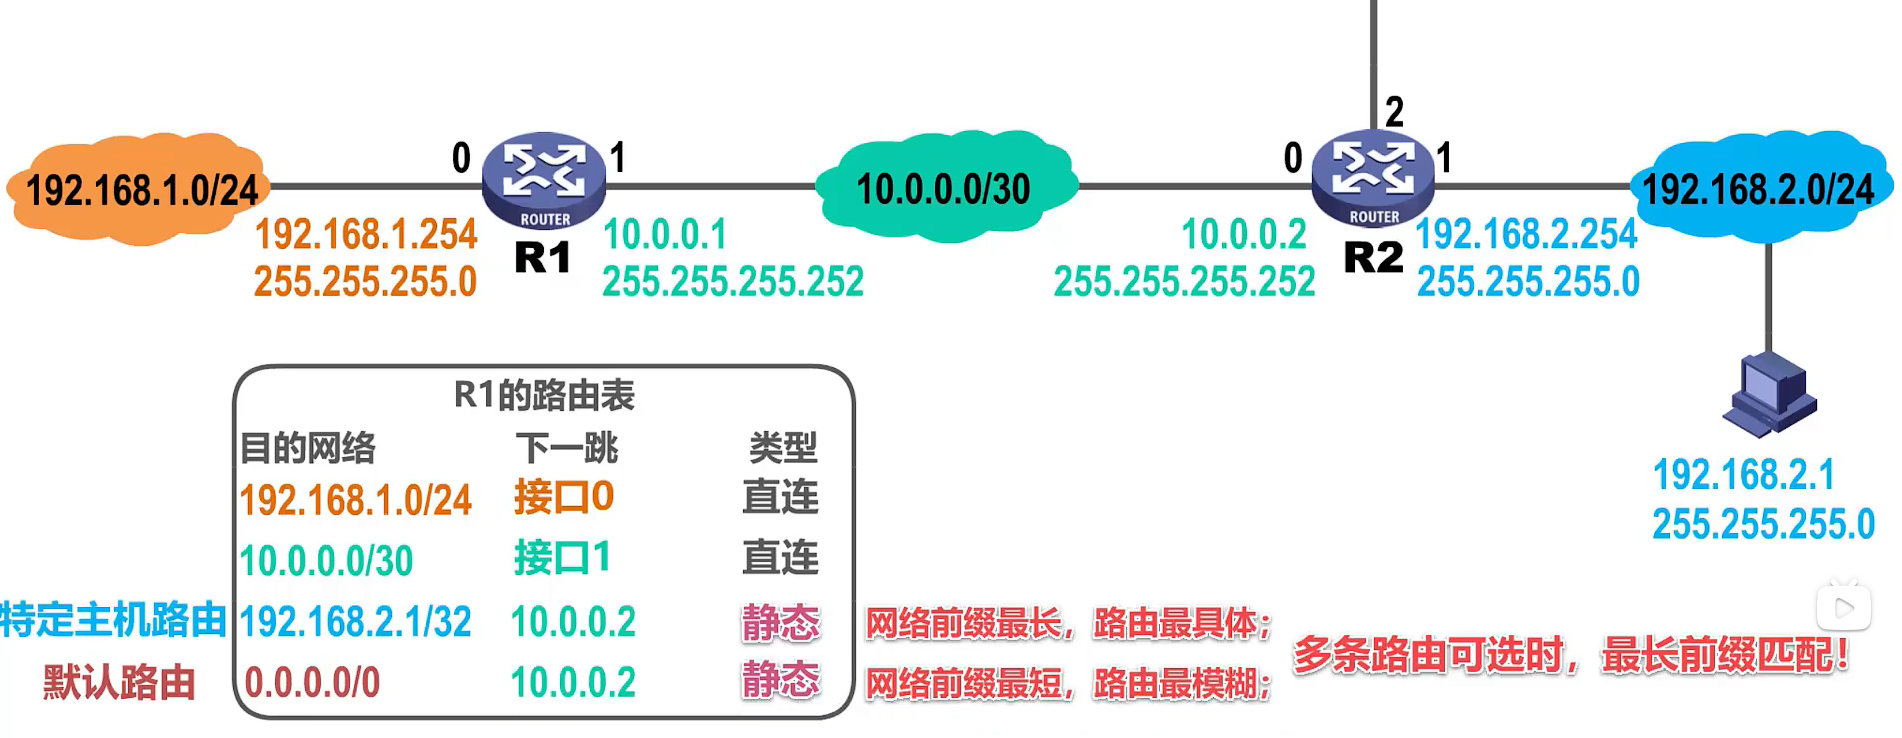 2
0
1
0
1
192.168.1.0/24
10.0.0.0/30
192.168.2.0/24
ROUTER
ROUTER
192.168.1.254
255.255.255.0
R1
10.0.0.1
255.255.255.252
10.0.0.2
255.255.255.252
R2
192.168.2.254
255.255.255.0
192.168.2.1
255.255.255.0
R1的路由表
目的网络 下一跳 类型
192.168.1.0/24 接口0 直连
10.0.0.0/30 接口1 直连
特定主机路由 192.168.2.1/32 10.0.0.2 静态 网络前缀最长，路由最具体；
默认路由 0.0.0.0/0 10.0.0.2 静态 网络前缀最短，路由最模糊；
多条路由可选时，最长前缀匹配！